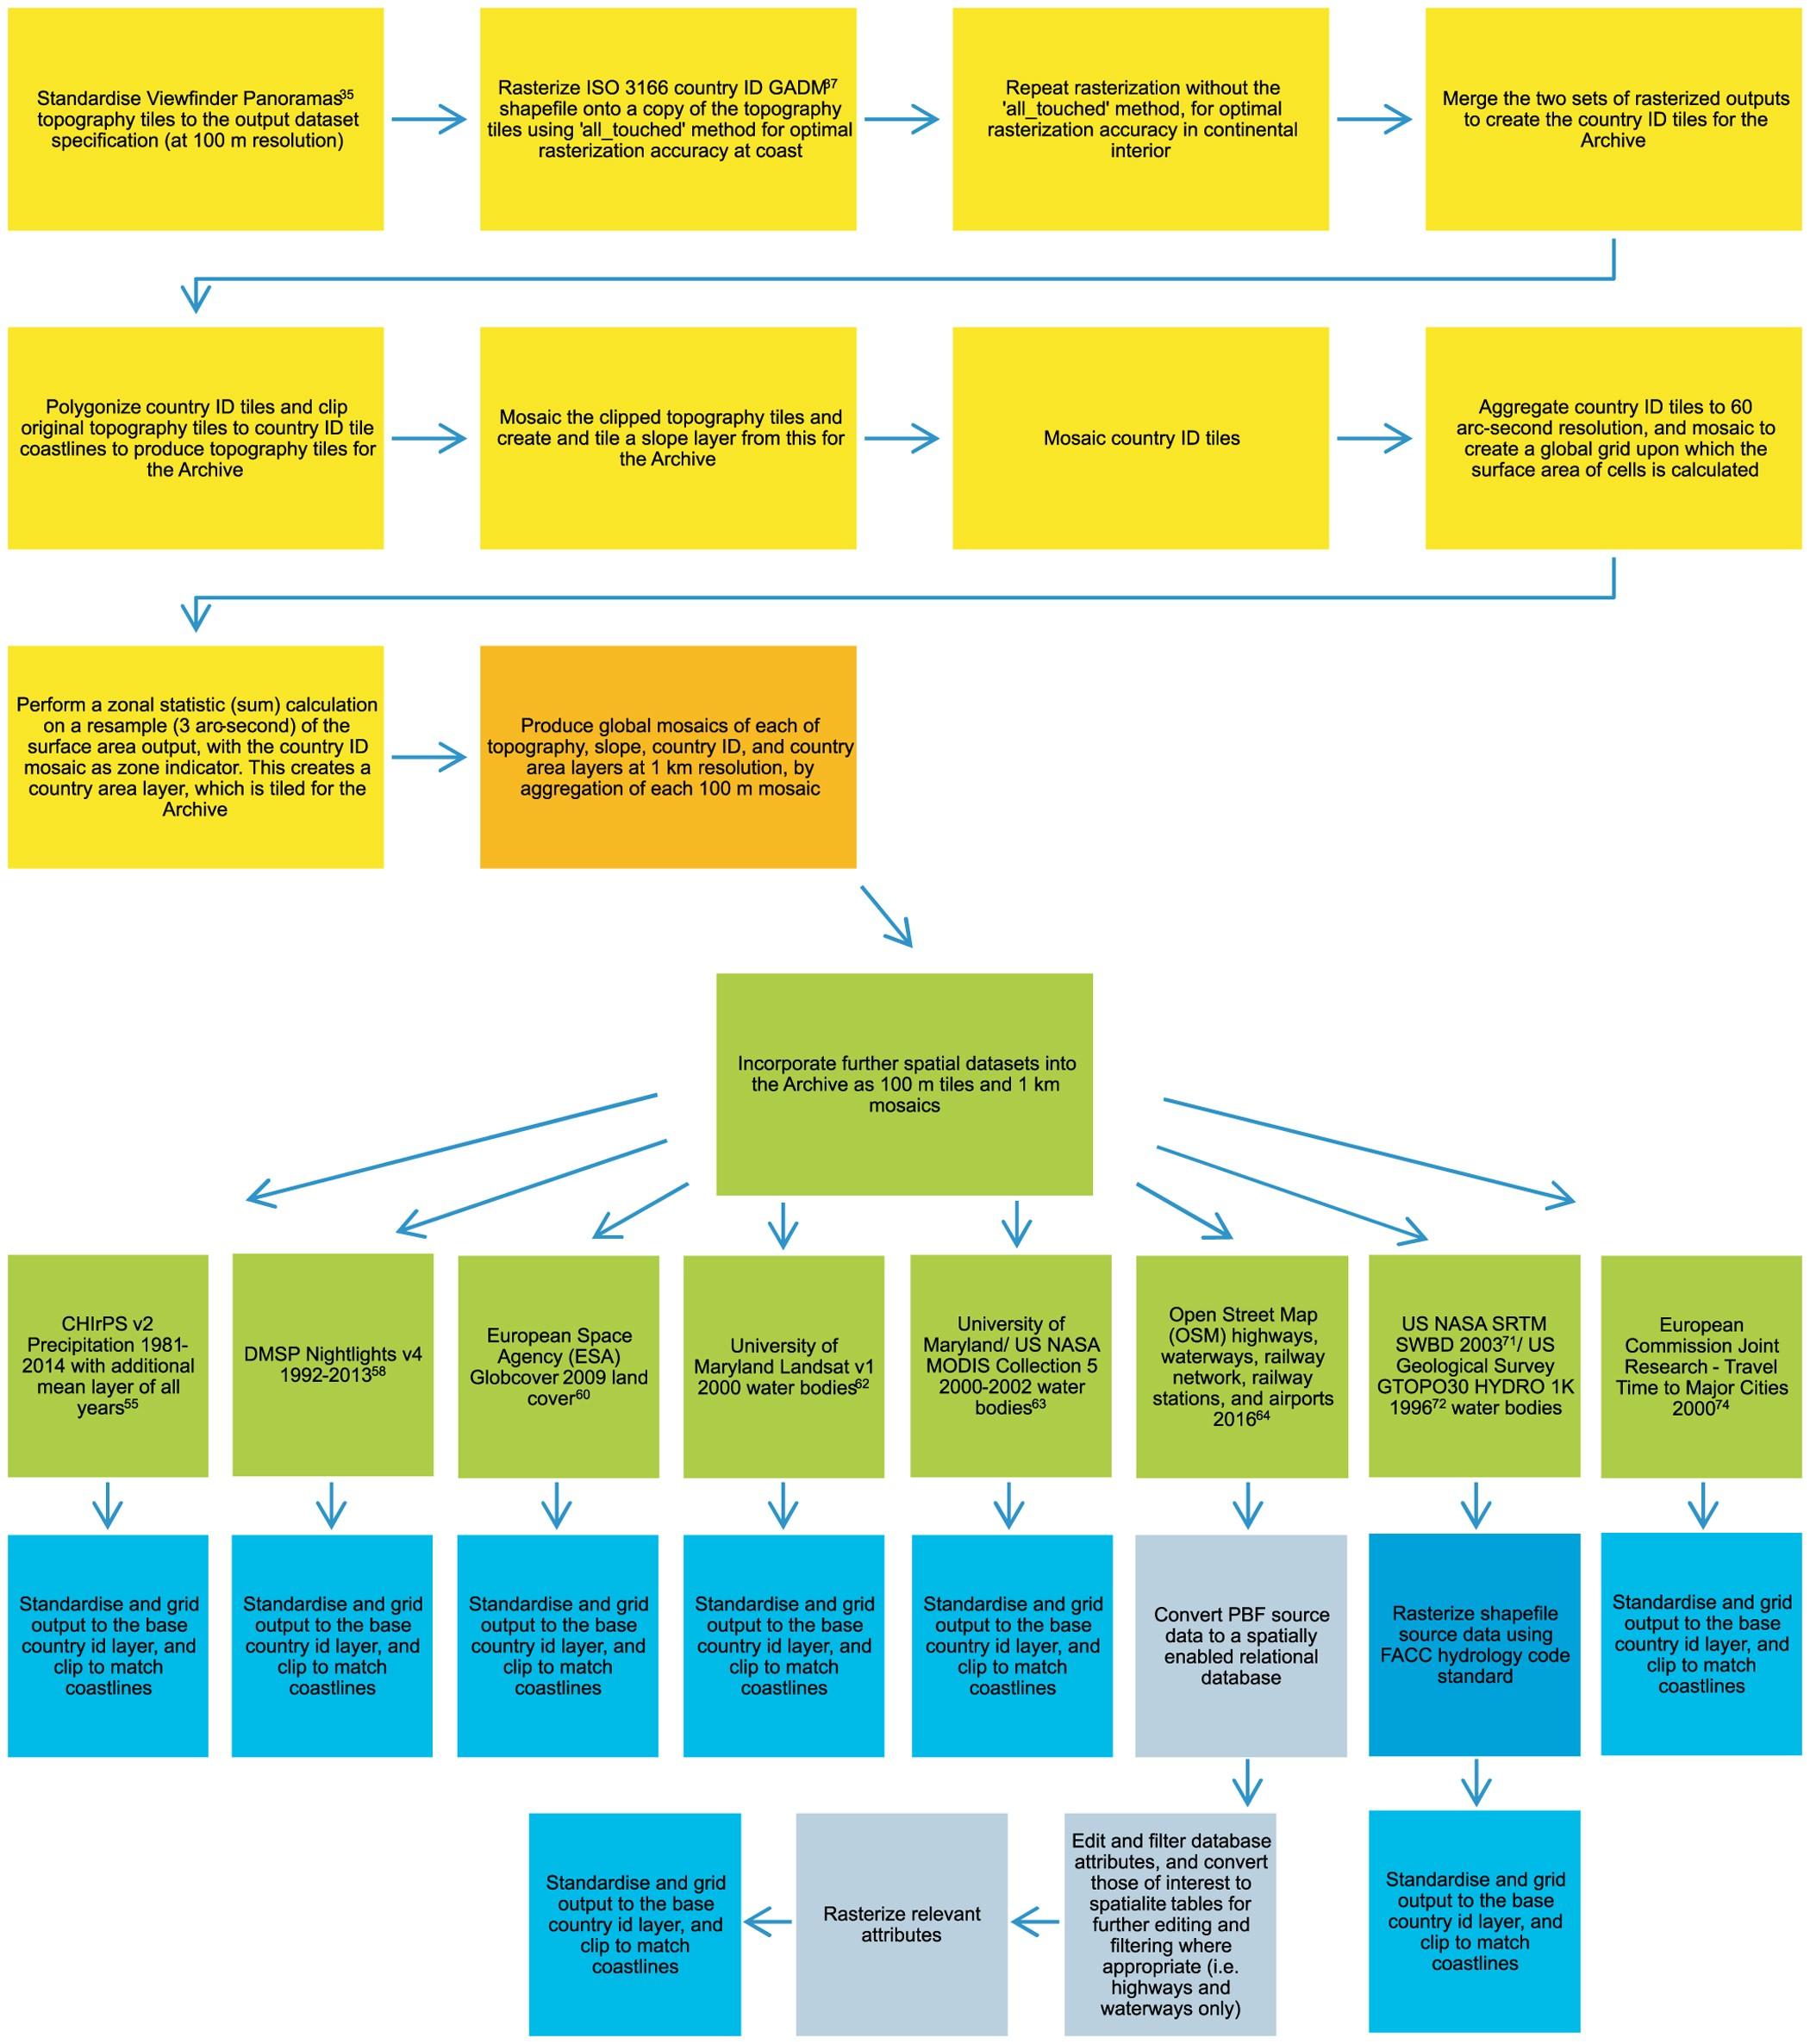 Standardise Viewfinder Panoramas35
topography tiles to the output dataset
specification (at 100 m resolution)
Rasterize ISO 3166 country ID GADM37
shapefile onto a copy of the topography
tiles using 'all_touched' method for optimal
rasterization accuracy at coast
Repeat rasterization without the
'all_touched' method, for optimal
rasterization accuracy in continental
interior
Merge the two sets of rasterized outputs
to create the country ID tiles for the
Archive
Polygonize country ID tiles and clip
original topography tiles to country ID tile
coastlines to produce topography tiles for
the Archive
Mosaic the clipped topography tiles and
create and tile a slope layer from this for
the Archive
Mosaic country ID tiles
Aggregate country ID tiles to 60
arc-second resolution, and mosaic to
create a global grid upon which the
surface area of cells is calculated
Perform a zonal statistic (sum) calculation
on a resample (3 arc-second) of the
surface area output, with the country ID
mosaic as zone indicator. This creates a
country area layer, which is tiled for the
Archive
Produce global mosaics of each of
topography, slope, country ID, and country
area layers at 1 km resolution, by
aggregation of each 100 m mosaic
Incorporate further spatial datasets into
the Archive as 100 m tiles and 1 km
mosaics
CHIrPS v2
Precipitation 1981-
2014 with additional
mean layer of all
years55
DMSP Nightlights v4
1992-201358
European Space
Agency (ESA)
Globcover 2009 land
cover60
University of
Maryland Landsat v1
2000 water bodies62
University of
Maryland/ US NASA
MODIS Collection 5
2000-2002 water
bodies63
Open Street Map
(OSM) highways,
waterways, railway
network, railway
stations, and airports
201664
US NASA SRTM
SWBD 200371/ US
Geological Survey
GTOPO30 HYDRO 1K
199672 water bodies
European
Commission Joint
Research - Travel
Time to Major Cities
200074
Standardise and grid
output to the base
country id layer, and
clip to match
coastlines
Standardise and grid
output to the base
country id layer, and
clip to match
coastlines
Standardise and grid
output to the base
country id layer, and
clip to match
coastlines
Standardise and grid
output to the base
country id layer, and
clip to match
coastlines
Standardise and grid
output to the base
country id layer, and
clip to match
coastlines
Convert PBF source
data to a spatially
enabled relational
database
Rasterize shapefile
source data using
FACC hydrology code
standard
Standardise and grid
output to the base
country id layer, and
clip to match
coastlines
Standardise and grid
output to the base
country id layer, and
clip to match
coastlines
Rasterize relevant
attributes
Edit and filter database
attributes, and convert
those of interest to
spatialite tables for
further editing and
filtering where
appropriate (i.e.
highways and
waterways only)
Standardise and grid
output to the base
country id layer, and
clip to match
coastlines